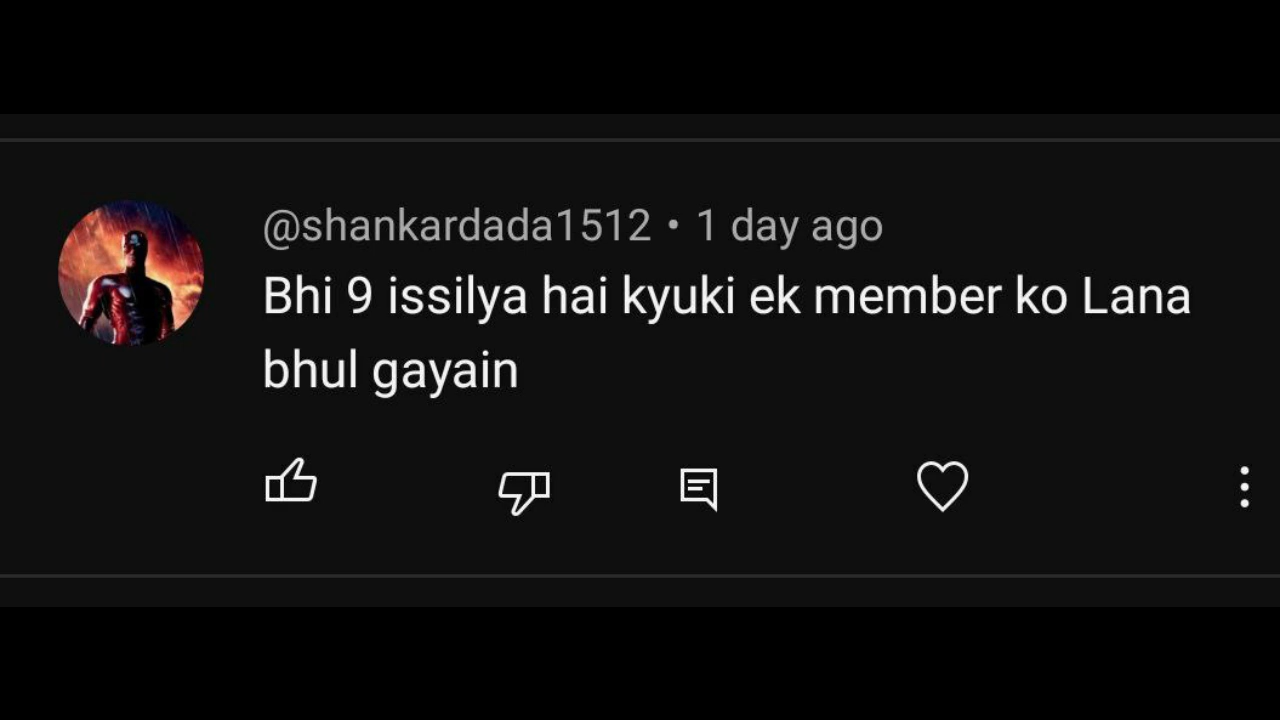 @shankardada1512 • 1 day ago
Bhi 9 issilya hai kyuki ek member ko Lana
bhul gayain